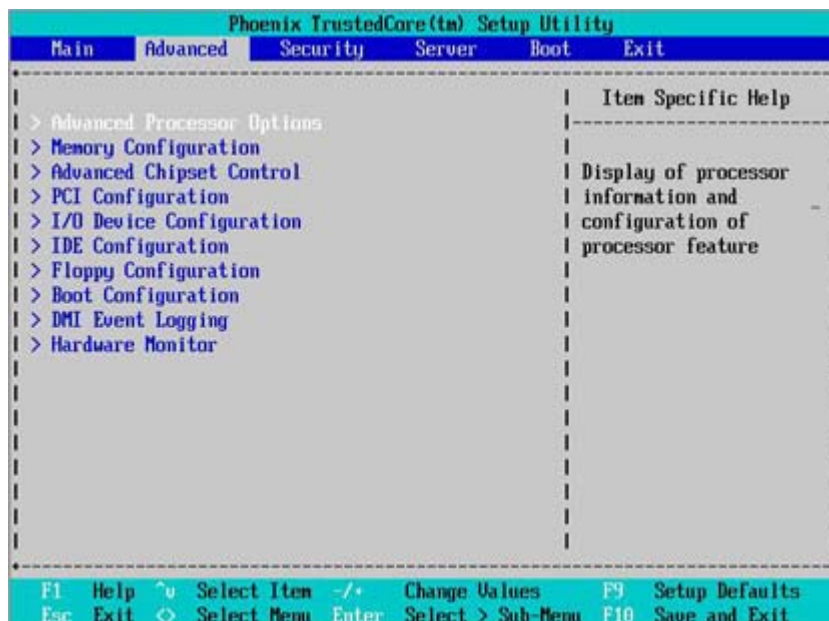 Phoenix TrustedCore(tm) Setup Utility
Main Advanced Security Server Boot Exit
> Advanced Processor Options
> Memory Configuration
> Advanced Chipset Control
> PCI Configuration
> I/O Device Configuration
> IDE Configuration
> Floppy Configuration
> Boot Configuration
> DMI Event Logging
> Hardware Monitor
Item Specific Help
Display of processor
information and
configuration of
processor feature
F1 Help ^v Select Item -/+ Change Values F9 Setup Defaults
Esc Exit <> Select Menu Enter Select > Sub-Menu F10 Save and Exit